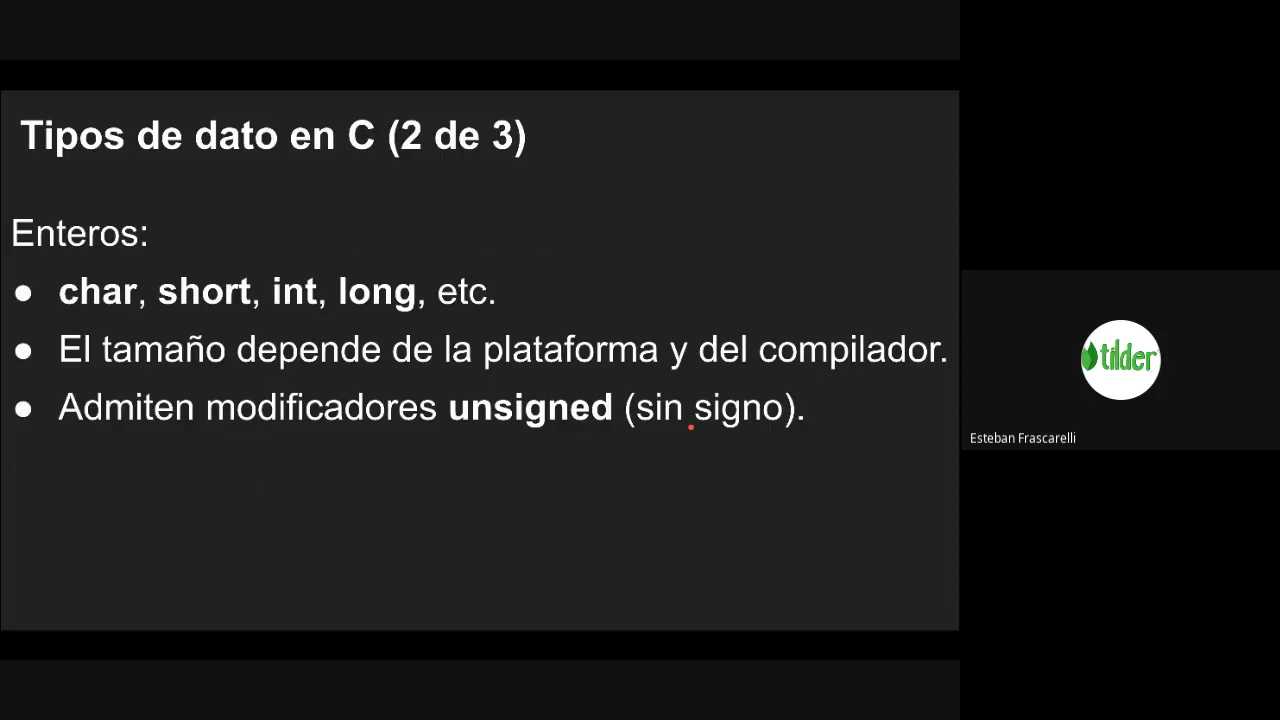 Tipos de dato en C (2 de 3)
Enteros:
● char, short, int, long, etc.
● El tamaño depende de la plataforma y del compilador.
● Admiten modificadores unsigned (sin signo).
tilder
Esteban Frascarelli